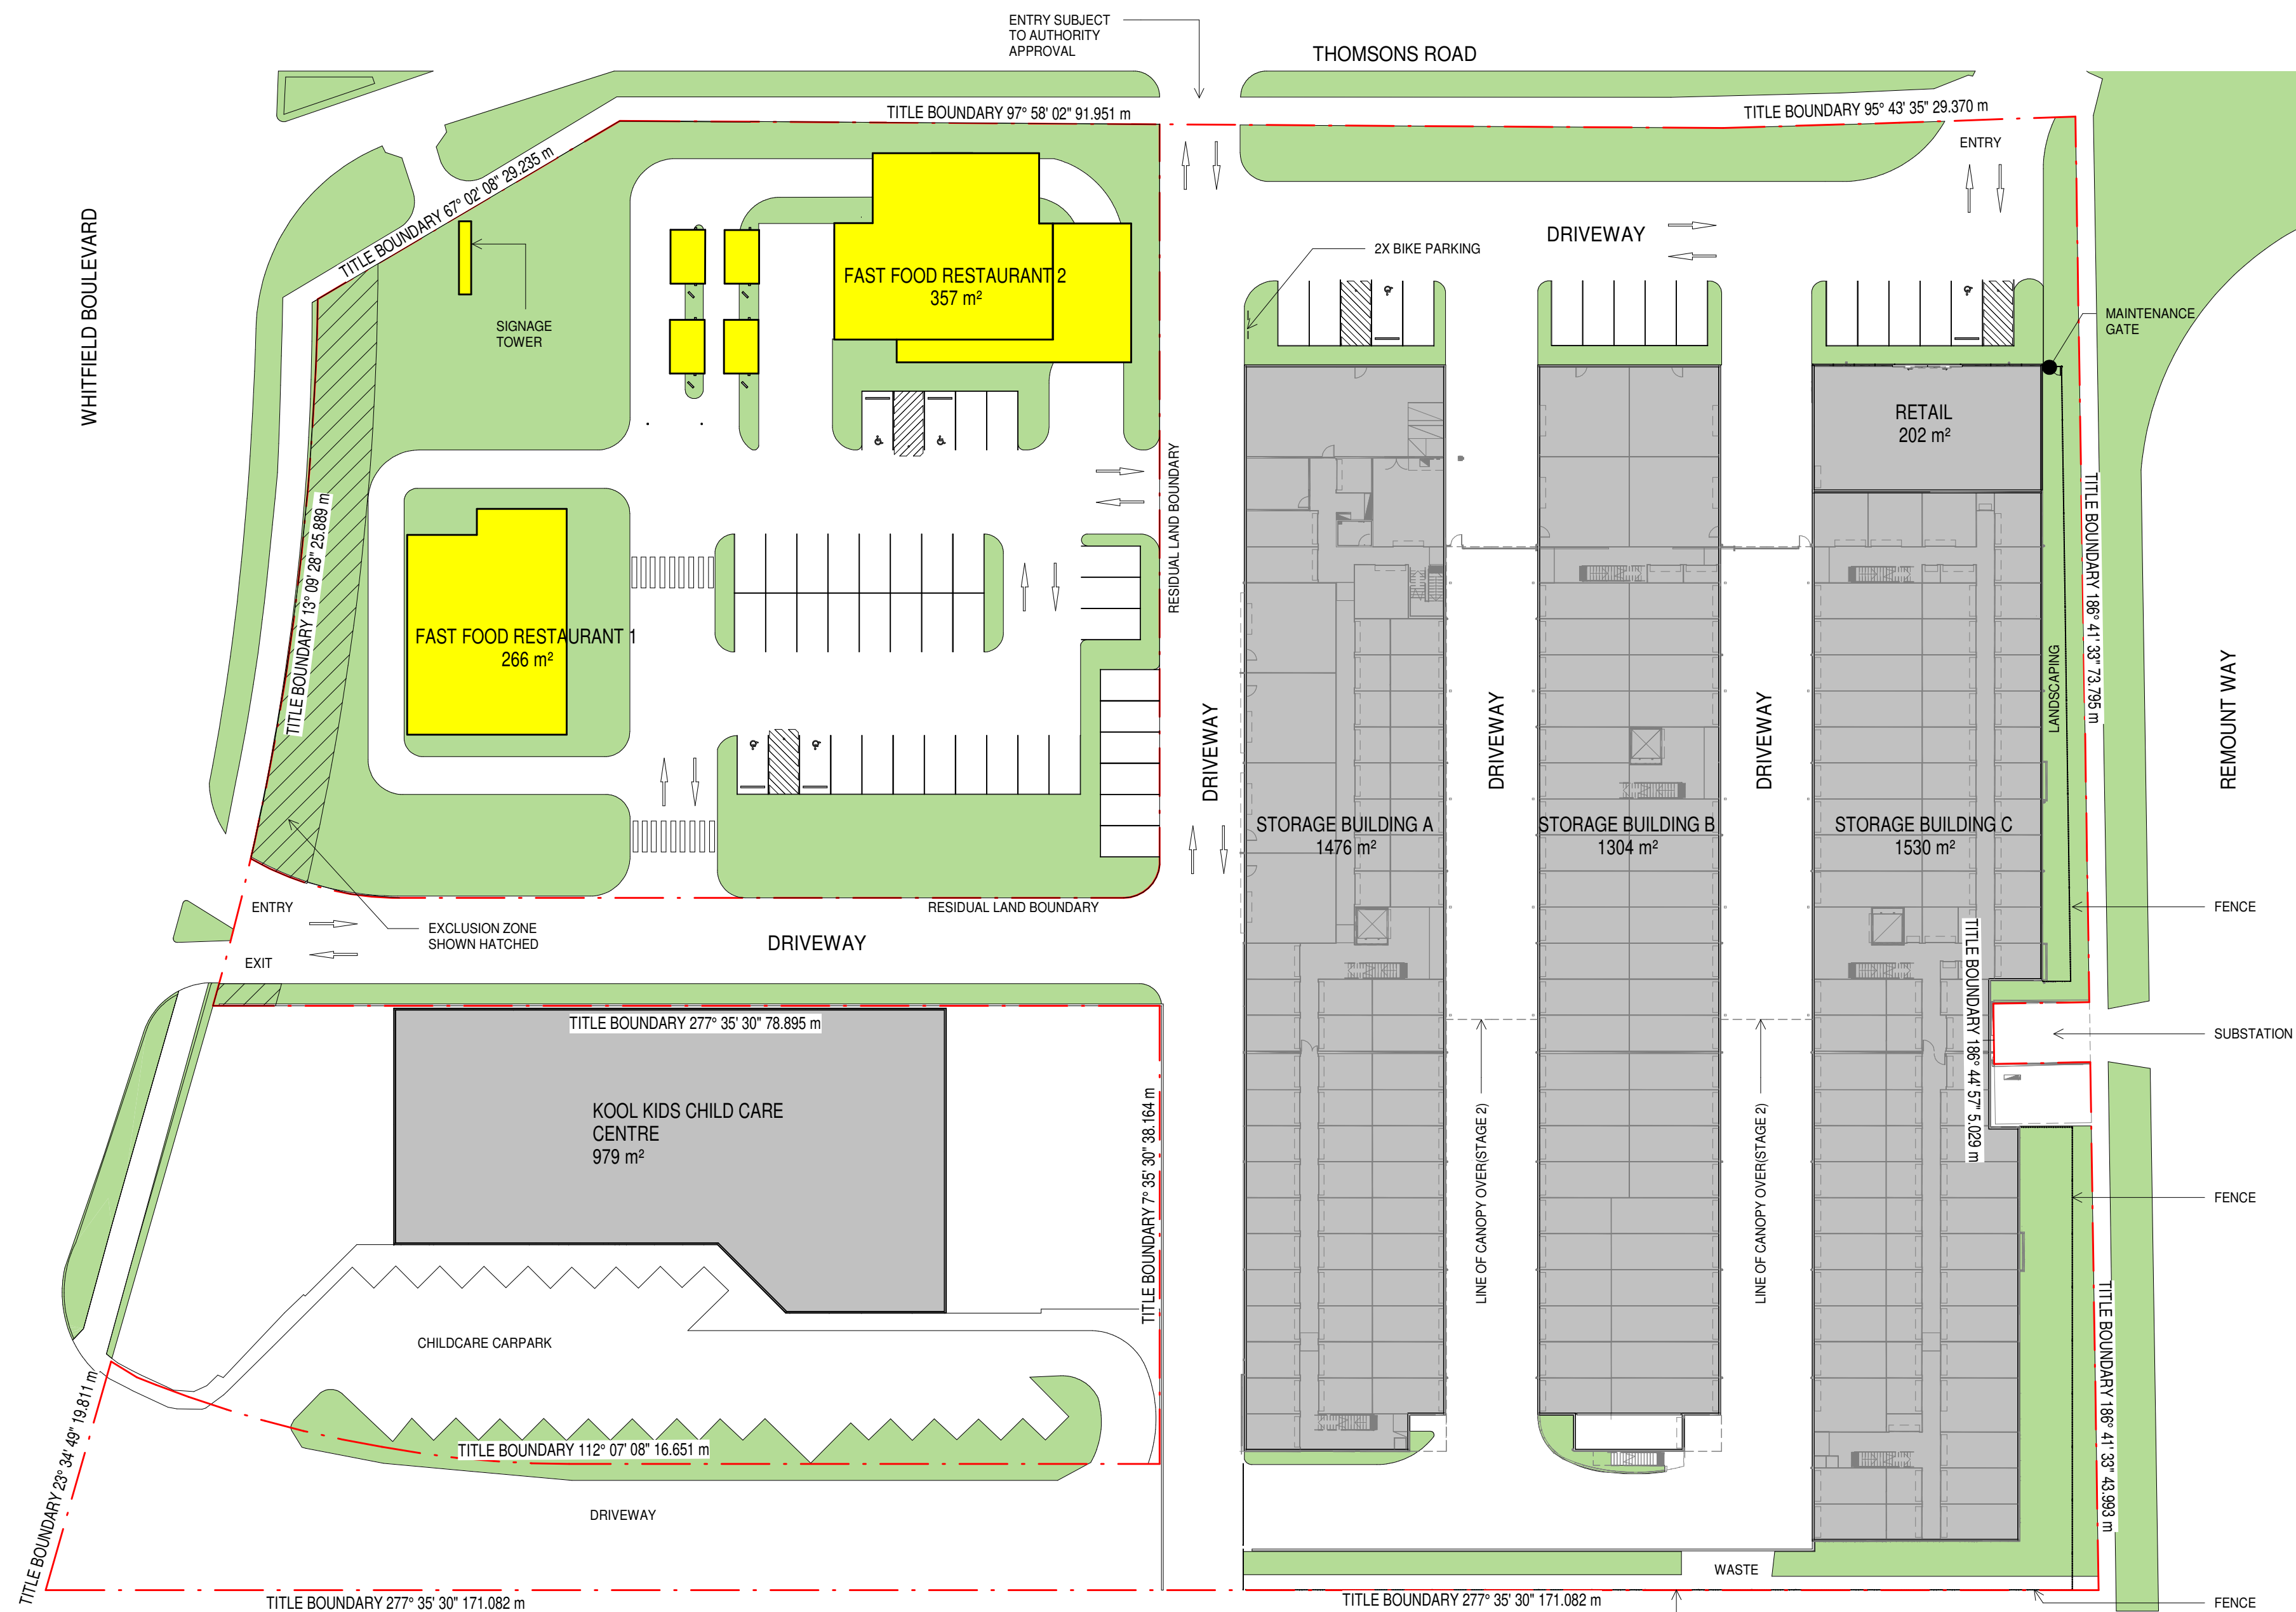 ENTRY SUBJECT
TO AUTHORITY
APPROVAL
THOMSONS ROAD
TITLE BOUNDARY 97° 58' 02" 91.951 m
TITLE BOUNDARY 95° 43' 35" 29.370 m
ENTRY
TITLE BOUNDARY 67° 02' 08" 29.235 m
WHITFIELD BOULEVARD
DRIVEWAY
2X BIKE PARKING
FAST FOOD RESTAURANT 2
357 m²
SIGNAGE
TOWER
MAINTENANCE
GATE
RETAIL
202 m²
RESIDUAL LAND BOUNDARY
TITLE BOUNDARY 13° 09' 28" 25.889 m
TITLE BOUNDARY 186° 41' 33" 73.795 m
FAST FOOD RESTAURANT 1
266 m²
LANDSCAPING
REMOUNT WAY
DRIVEWAY
DRIVEWAY
DRIVEWAY
STORAGE BUILDING A
1476 m²
STORAGE BUILDING B
1304 m²
STORAGE BUILDING C
1530 m²
ENTRY
RESIDUAL LAND BOUNDARY
FENCE
EXCLUSION ZONE
SHOWN HATCHED
DRIVEWAY
EXIT
TITLE BOUNDARY 186° 44' 57" 5.029 m
TITLE BOUNDARY 277° 35' 30" 78.895 m
SUBSTATION
KOOL KIDS CHILD CARE
CENTRE
979 m²
TITLE BOUNDARY 7° 35' 30" 38.164 m
LINE OF CANOPY OVER(STAGE 2)
LINE OF CANOPY OVER(STAGE 2)
FENCE
CHILDCARE CARPARK
TITLE BOUNDARY 186° 41' 33" 43.993 m
TITLE BOUNDARY 23° 34' 49" 19.811 m
TITLE BOUNDARY 112° 07' 08" 16.651 m
DRIVEWAY
WASTE
TITLE BOUNDARY 277° 35' 30" 171.082 m
TITLE BOUNDARY 277° 35' 30" 171.082 m
FENCE